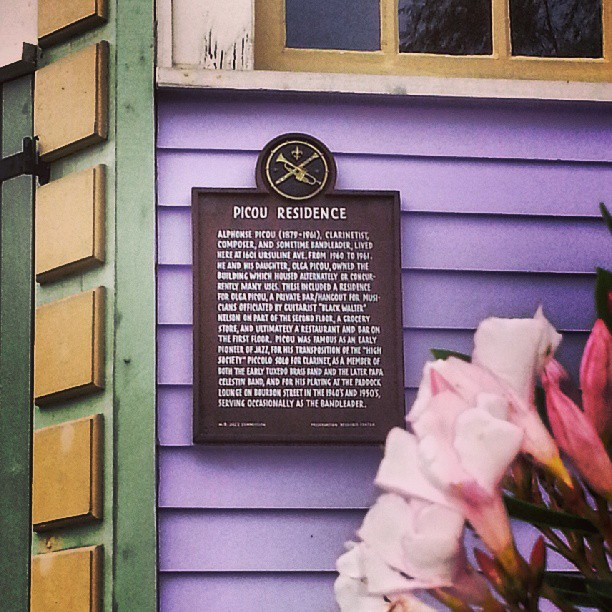 PICOU RESIDENCE
ALPHONSE PICOU (1879-1961), CLARINETIST,
COMPOSER, AND SOMETIME BANDLEADER, LIVED
HERE AT 1601 URSULINE AVE. FROM 1960 TO 1961.
HE AND HIS DAUGHTER, OLGA PICOU, OWNED THE
BUILDING WHICH HOUSED ALTERNATELY OR CONCUR-
RENTLY MANY USES. THESE INCLUDED A RESIDENCE
FOR OLGA PICOU, A PRIVATE BAR/HANGOUT FOR MUSI-
CIANS OFFICIATED BY GUITARIST "BLACK WALTER"
NELSON ON PART OF THE SECOND FLOOR, A GROCERY
STORE, AND ULTIMATELY A RESTAURANT AND BAR ON
THE FIRST FLOOR. PICOU WAS FAMOUS AS AN EARLY
PIONEER OF JAZZ, FOR HIS TRANSPOSITION OF THE "HIGH
SOCIETY" PICCOLO SOLO FOR CLARINET, AS A MEMBER OF
BOTH THE EARLY TUXEDO BRASS BAND AND THE LATER PAPA
CELESTIN BAND, AND FOR HIS PLAYING AT THE PADDOCK
LOUNGE ON BOURBON STREET IN THE 1940'S AND 1950'S,
SERVING OCCASIONALLY AS THE BANDLEADER.
N.O. JAZZ COMMISSION PRESERVATION RESOURCE CENTER